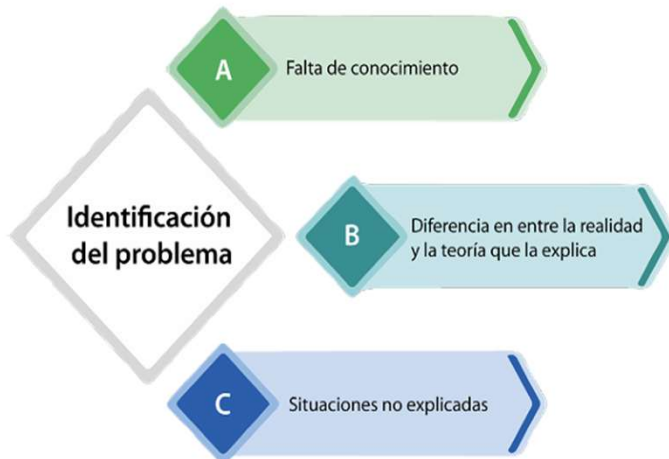 A
Falta de conocimiento
Identificación
del problema
B
Diferencia en entre la realidad
y la teoría que la explica
C
Situaciones no explicadas